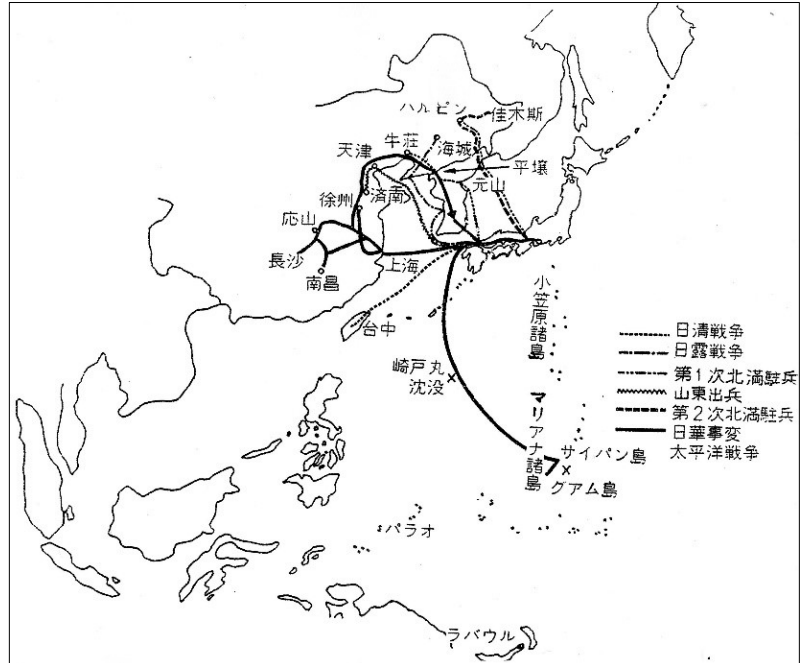 ハルピン
佳木斯
牛荘
海城
天津
平壌
元山
徐州
済南
応山
長沙
南昌
上海
台中
小笠原諸島
崎戸丸
沈没
マリアナ諸島
サイパン島
グアム島
パラオ
ラバウル
日清戦争
日露戦争
第1次北満駐兵
山東出兵
第2次北満駐兵
日華事変
太平洋戦争